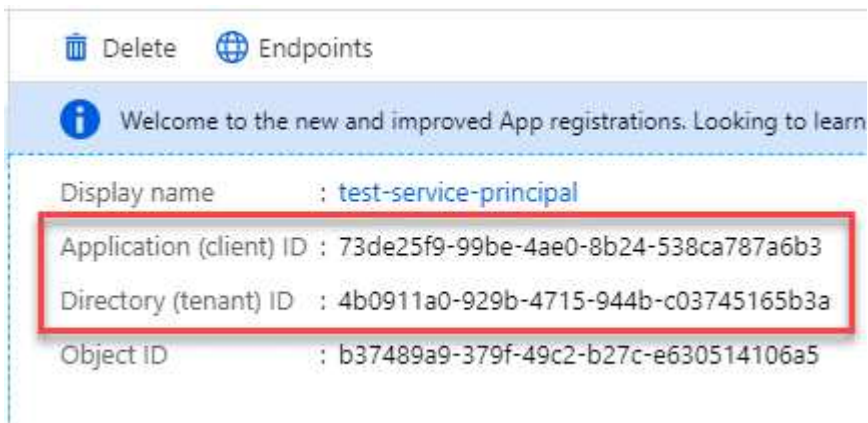 Delete Endpoints
Welcome to the new and improved App registrations. Looking to learn
Display name : test-service-principal
Application (client) ID : 73de25f9-99be-4ae0-8b24-538ca787a6b3
Directory (tenant) ID : 4b0911a0-929b-4715-944b-c03745165b3a
Object ID : b37489a9-379f-49c2-b27c-e630514106a5